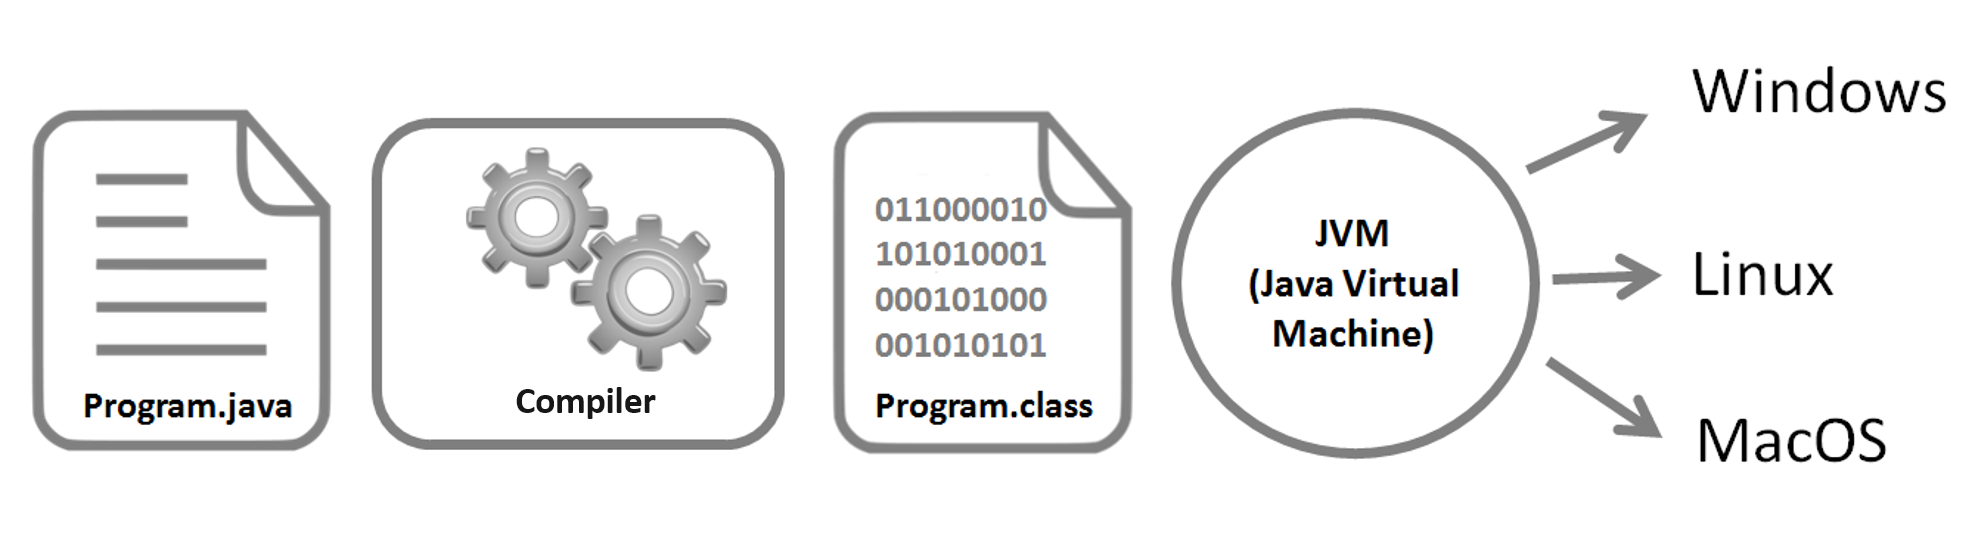 Program.java
Compiler
011000010
101010001
000101000
001010101
Program.class
JVM
(Java Virtual
Machine)
Windows
Linux
MacOS